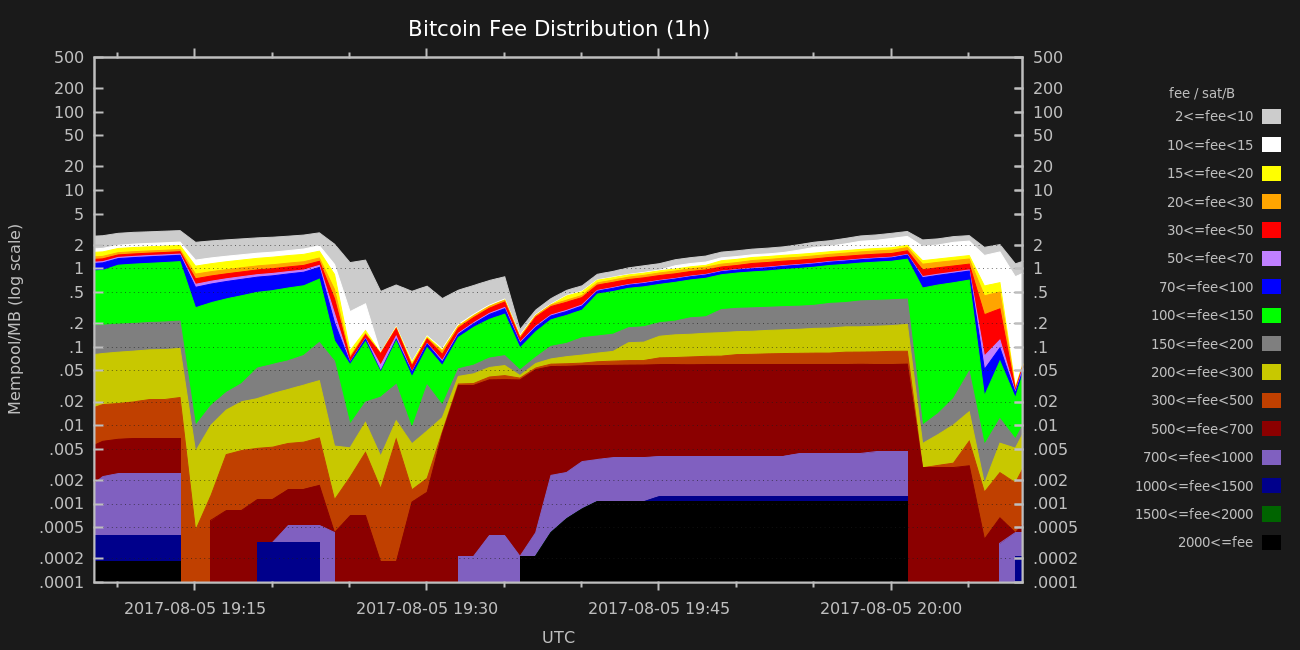 Bitcoin Fee Distribution (1h)
Mempool/MB (log scale)
500
200
100
50
20
10
5
2
1
.5
.2
.1
.05
.02
.01
.005
.002
.001
.0005
.0002
.0001
500
200
100
50
20
10
5
2
1
.5
.2
.1
.05
.02
.01
.005
.002
.001
.0005
.0002
.0001
2017-08-05 19:15
2017-08-05 19:30
2017-08-05 19:45
2017-08-05 20:00
UTC
fee / sat/B
2<=fee<10
10<=fee<15
15<=fee<20
20<=fee<30
30<=fee<50
50<=fee<70
70<=fee<100
100<=fee<150
150<=fee<200
200<=fee<300
300<=fee<500
500<=fee<700
700<=fee<1000
1000<=fee<1500
1500<=fee<2000
2000<=fee